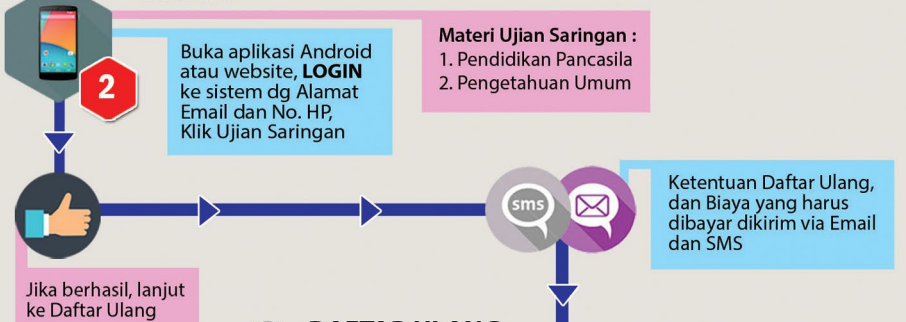 2
Buka aplikasi Android
atau website, LOGIN
ke sistem dg Alamat
Email dan No. HP,
Klik Ujian Saringan
Materi Ujian Saringan :
1. Pendidikan Pancasila
2. Pengetahuan Umum
sms
Ketentuan Daftar Ulang,
dan Biaya yang harus
dibayar dikirim via Email
dan SMS
Jika berhasil, lanjut
ke Daftar Ulang
DAFTAR ULANG